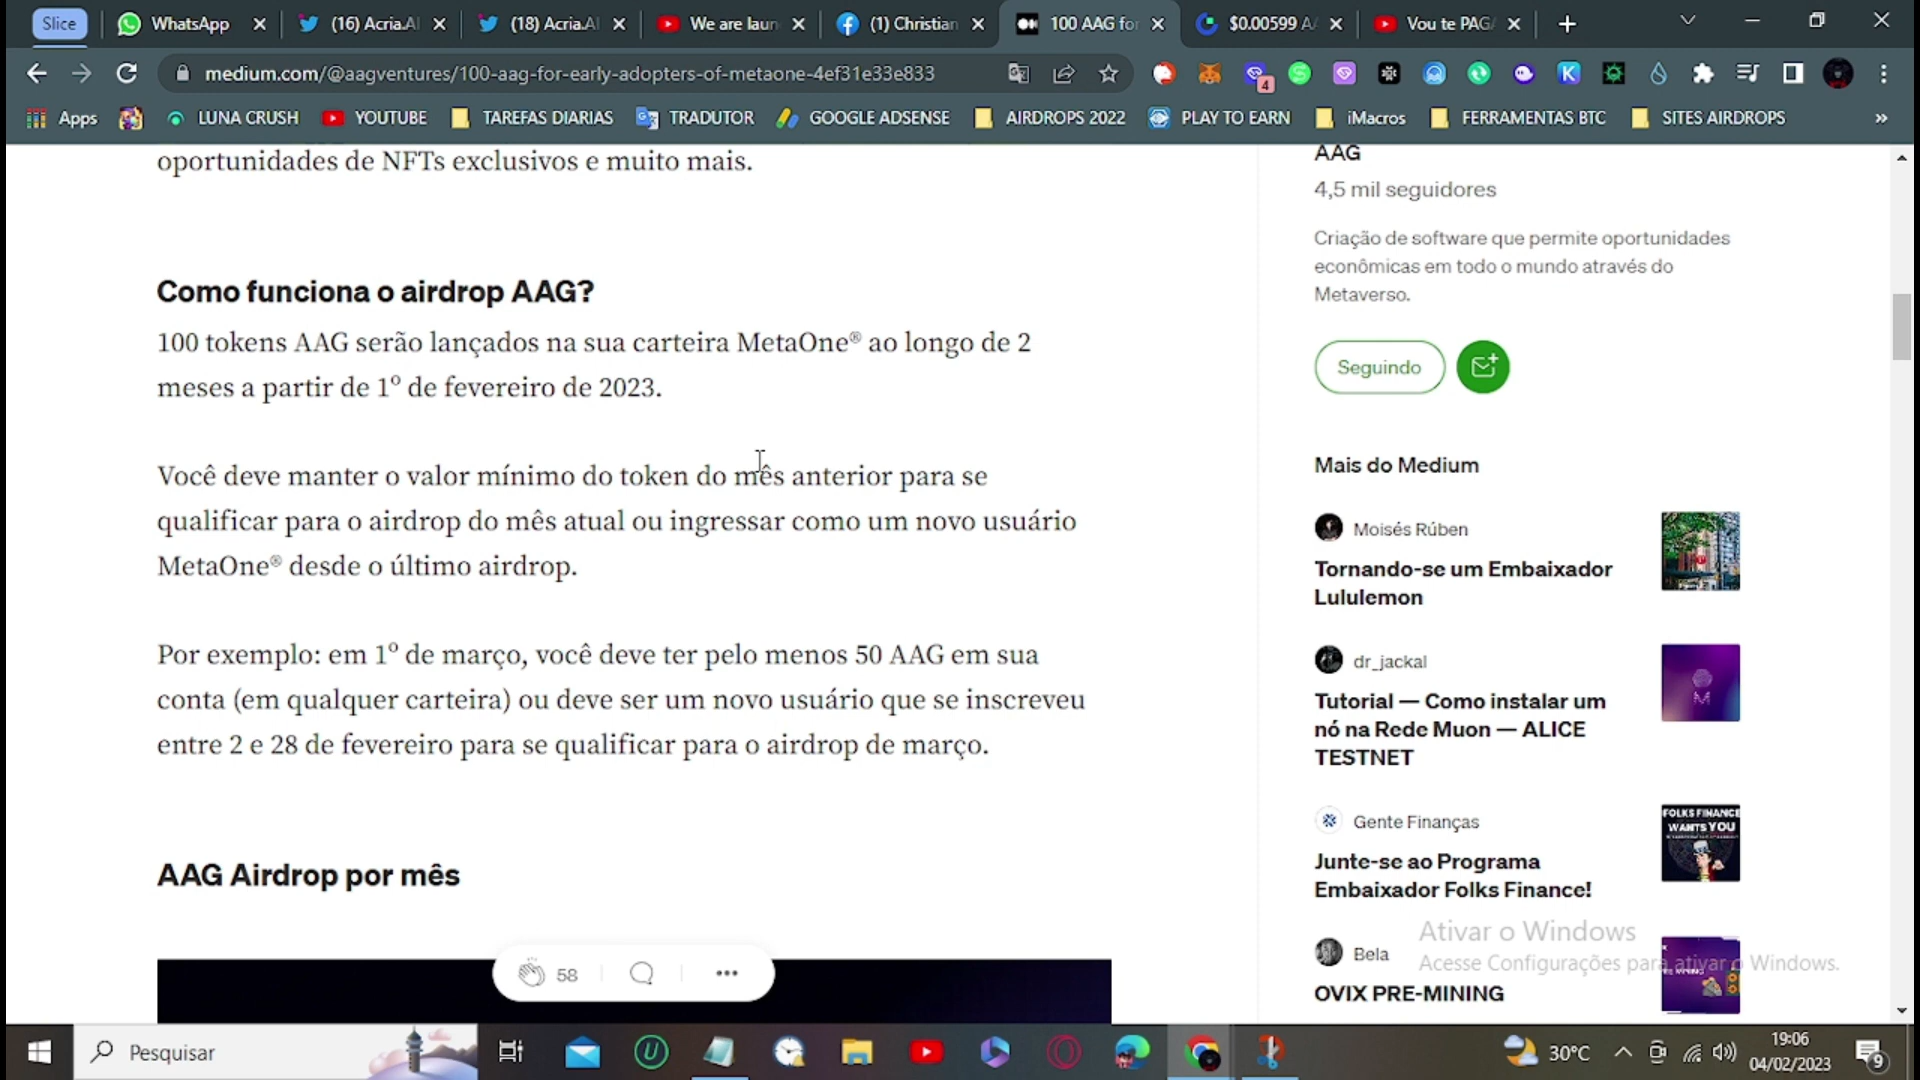 Slice
WhatsApp
(16) Acria.AI
(18) Acria.AI
We are laun
(1) Christian
100 AAG for
$0.00599 A
Vou te PAGA
medium.com/@aagventures/100-aag-for-early-adopters-of-metaone-4ef31e33e833
4
Apps
LUNA CRUSH
YOUTUBE
TAREFAS DIARIAS
TRADUTOR
GOOGLE ADSENSE
AIRDROPS 2022
PLAY TO EARN
iMacros
FERRAMENTAS BTC
SITES AIRDROPS
»
oportunidades de NFTs exclusivos e muito mais.
Como funciona o airdrop AAG?
100 tokens AAG serão lançados na sua carteira MetaOne® ao longo de 2
meses a partir de 1º de fevereiro de 2023.
Você deve manter o valor mínimo do token do mês anterior para se
qualificar para o airdrop do mês atual ou ingressar como um novo usuário
MetaOne® desde o último airdrop.
Por exemplo: em 1º de março, você deve ter pelo menos 50 AAG em sua
conta (em qualquer carteira) ou deve ser um novo usuário que se inscreveu
entre 2 e 28 de fevereiro para se qualificar para o airdrop de março.
AAG Airdrop por mês
58
AAG
4,5 mil seguidores
Criação de software que permite oportunidades
econômicas em todo o mundo através do
Metaverso.
Seguindo
Mais do Medium
Moisés Rúben
Tornando-se um Embaixador
Lululemon
dr_jackal
Tutorial — Como instalar um
nó na Rede Muon — ALICE
TESTNET
M
Gente Finanças
Junte-se ao Programa
Embaixador Folks Finance!
FOLKS FINANCE
WANTS YOU
Bela
OVIX PRE-MINING
Ativar o Windows
Acesse Configurações para ativar o Windows.
Pesquisar
30°C
19:06
04/02/2023
9